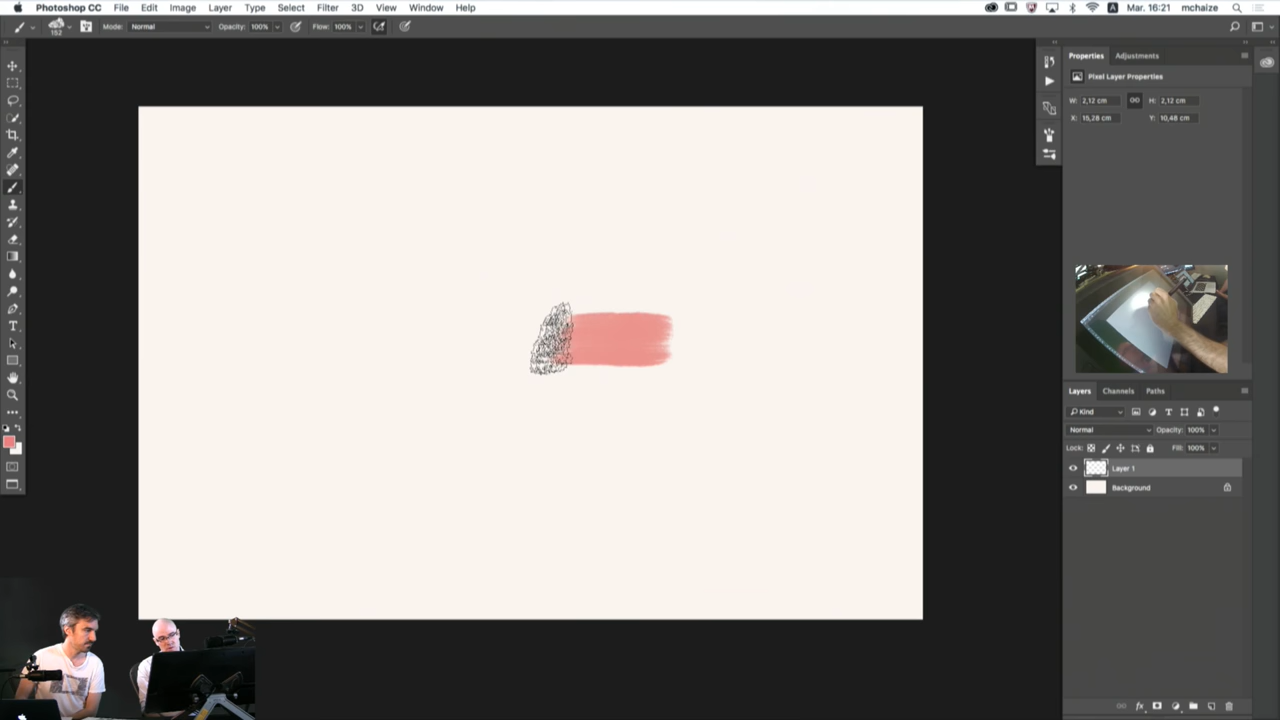 Photoshop CC File Edit Image Layer Type Select Filter 3D View Window Help A Mar. 16:21 mchaize
152 Mode: Normal Opacity: 100% Flow: 100%
Properties Adjustments
Pixel Layer Properties
W: 2,12 cm H: 2,12 cm
X: 15,28 cm Y: 10,48 cm
Layers Channels Paths
Kind
Normal Opacity: 100%
Lock: Fill: 100%
Layer 1
Background